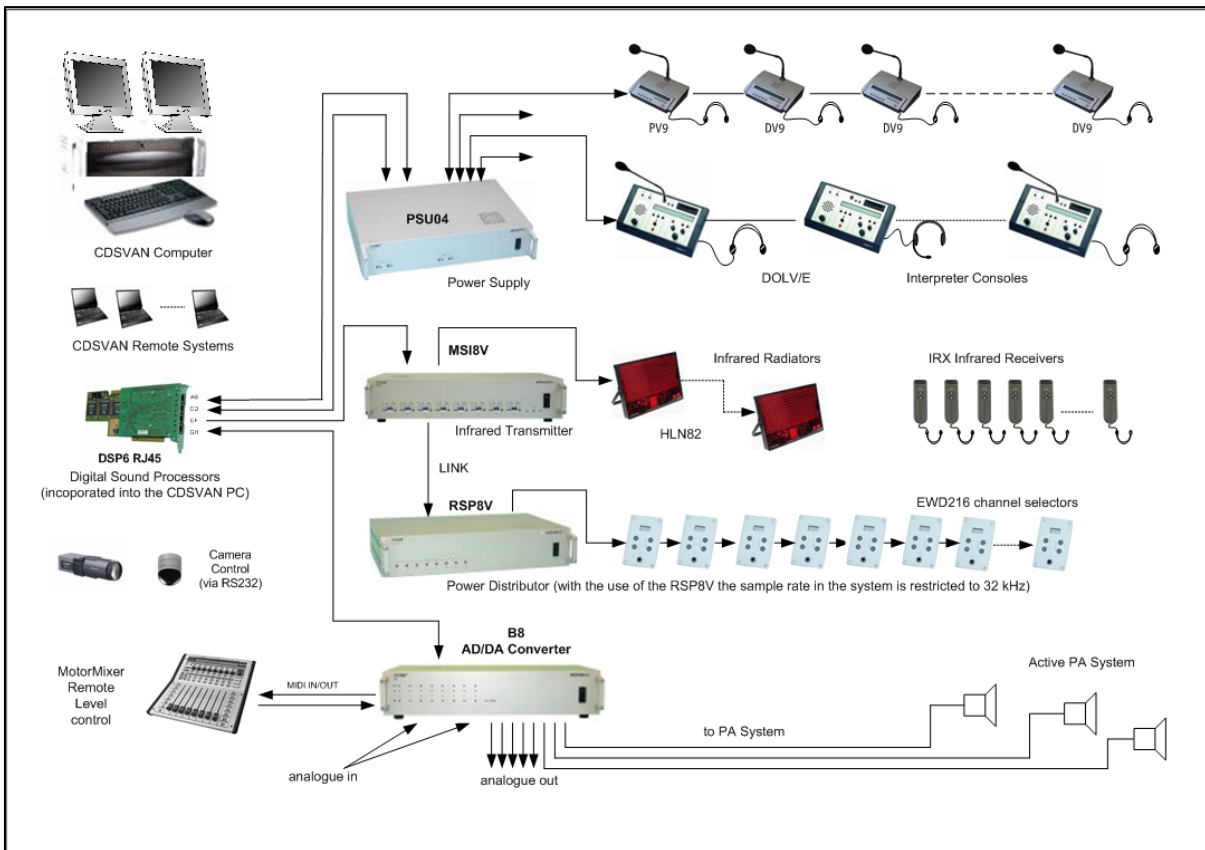 PV9
DV9
DV9
DV9
PSU04
CDSVAN Computer
Power Supply
DOLV/E
Interpreter Consoles
CDSVAN Remote Systems
MSI8V
Infrared Radiators
IRX Infrared Receivers
AB
CD
EF
GH
Infrared Transmitter
HLN82
DSP6 RJ45
Digital Sound Processors
(incoporated into the CDSVAN PC)
LINK
RSP8V
EWD216 channel selectors
Camera
Control
(via RS232)
Power Distributor (with the use of the RSP8V the sample rate in the system is restricted to 32 kHz)
B8
AD/DA Converter
Active PA System
MotorMixer
Remote
Level
control
MIDI IN/OUT
to PA System
analogue in
analogue out